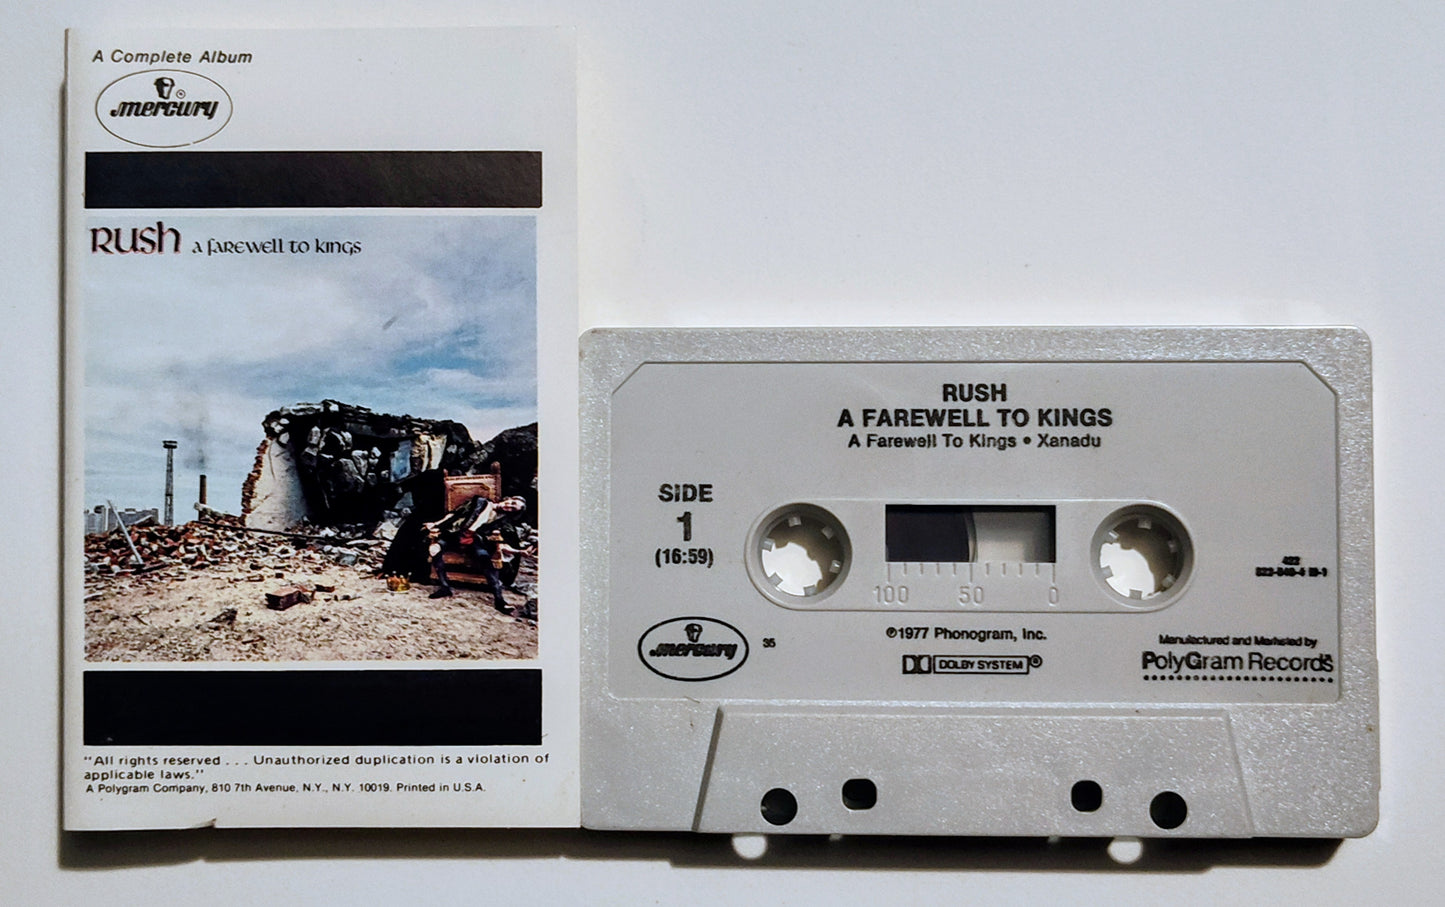 A Complete Album
mercury ®
Rush a farewell to kings
"All rights reserved . . . Unauthorized duplication is a violation of
applicable laws."
A Polygram Company, 810 7th Avenue, N.Y., N.Y. 10019. Printed in U.S.A.
RUSH
A FAREWELL TO KINGS
A Farewell To Kings • Xanadu
SIDE
1
(16:59)
100 50 0
422
mercury
35
℗1977 Phonogram, Inc.
DOLBY SYSTEM®
Manufactured and Marketed by
PolyGram Records